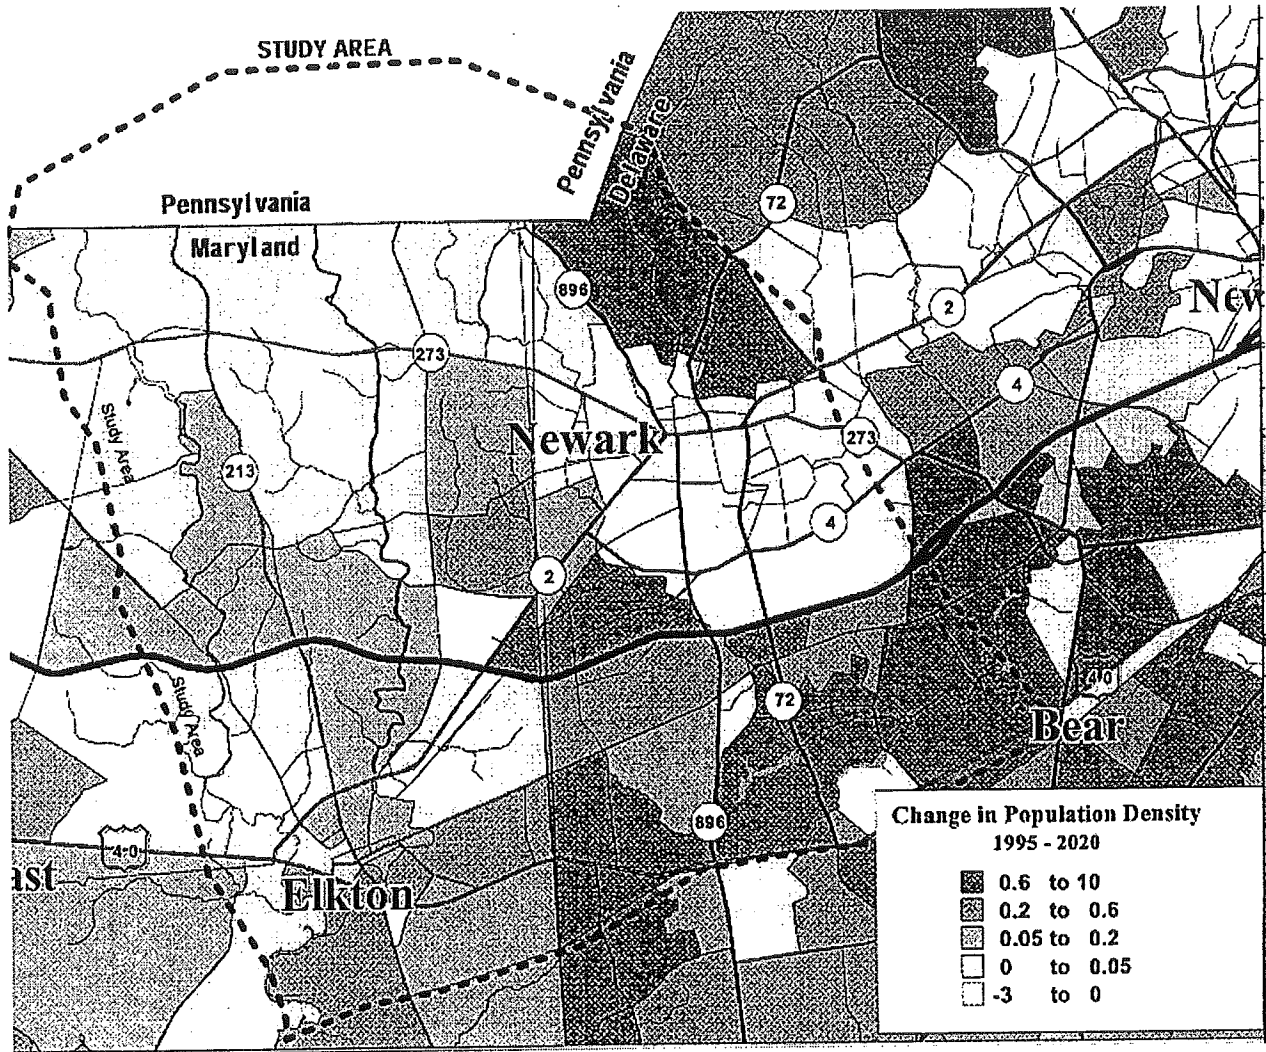 STUDY AREA
Pennsylvania
Delaware
Pennsylvania
Maryland
72
896
2
New
273
4
Study Area
Newark
273
213
4
2
Study Area
40
72
Bear
896
40
ast
Elkton
Change in Population Density
1995 - 2020
0.6 to 10
0.2 to 0.6
0.05 to 0.2
0 to 0.05
-3 to 0